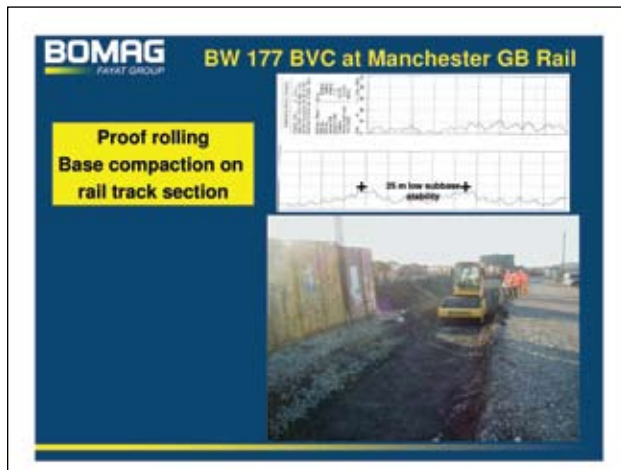 BOMAG
FAYAT GROUP
BW 177 BVC at Manchester GB Rail
Proof rolling
Base compaction on
rail track section
25 m low subbase
stability